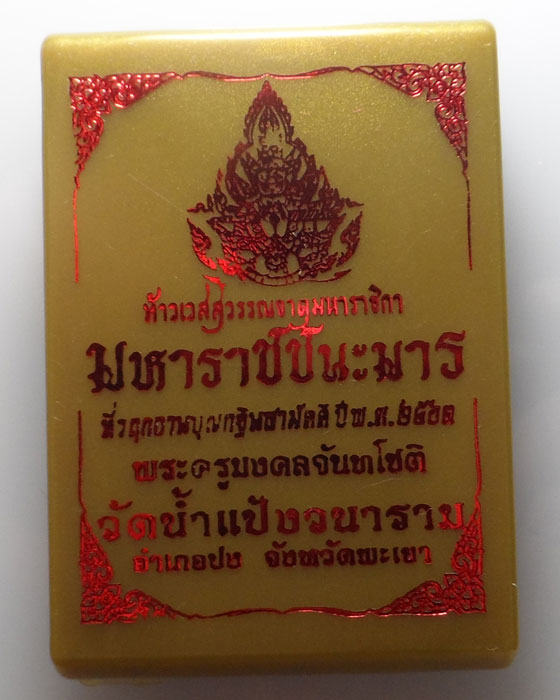 ท้าวเวสสุวรรณจาตุมหาราชิกา
มหาราชปี้นะมาร
ที่ระฤกงานบุญกฐินสามัคคี ปี พ.ศ.๒๕๖๓
พระครูมงคลจันทโชติ
วัดน้ำแป้งวนาราม
อำเภอปง จังหวัดพะเยา